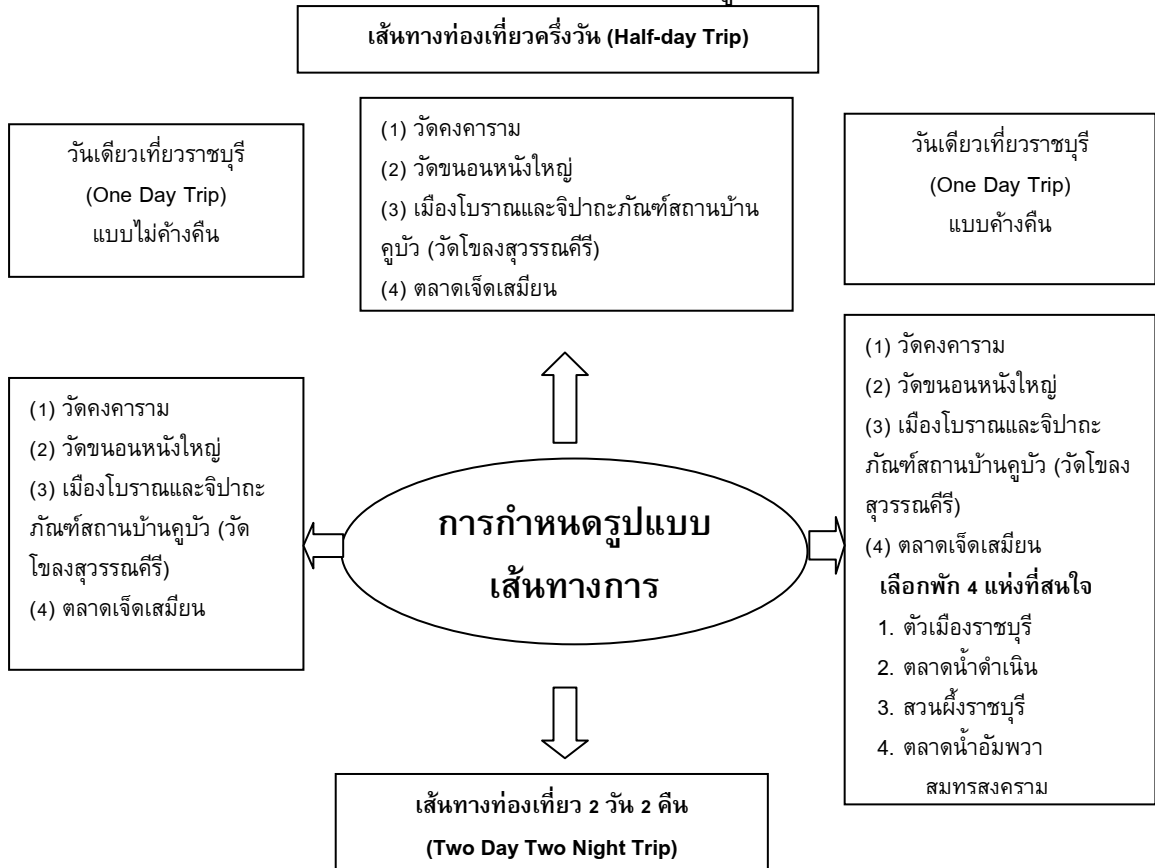 เส้นทางท่องเที่ยวครึ่งวัน (Half-day Trip)
วันเดียวเที่ยวราชบุรี
(One Day Trip)
แบบไม่ค้างคืน
(1) วัดคงคาราม
(2) วัดขนอนหนังใหญ่
(3) เมืองโบราณและจิปาถะภัณฑ์สถานบ้าน
คูบัว (วัดโขลงสุวรรณคีรี)
(4) ตลาดเจ็ดเสมียน
วันเดียวเที่ยวราชบุรี
(One Day Trip)
แบบค้างคืน
(1) วัดคงคาราม
(2) วัดขนอนหนังใหญ่
(3) เมืองโบราณและจิปาถะ
ภัณฑ์สถานบ้านคูบัว (วัด
โขลงสุวรรณคีรี)
(4) ตลาดเจ็ดเสมียน
การกำหนดรูปแบบ
เส้นทางการ
(1) วัดคงคาราม
(2) วัดขนอนหนังใหญ่
(3) เมืองโบราณและจิปาถะ
ภัณฑ์สถานบ้านคูบัว (วัดโขลง
สุวรรณคีรี)
(4) ตลาดเจ็ดเสมียน
เลือกพัก 4 แห่งที่สนใจ
1. ตัวเมืองราชบุรี
2. ตลาดน้ำดำเนิน
3. สวนผึ้งราชบุรี
4. ตลาดน้ำอัมพวา
สมทรสงคราม
เส้นทางท่องเที่ยว 2 วัน 2 คืน
(Two Day Two Night Trip)